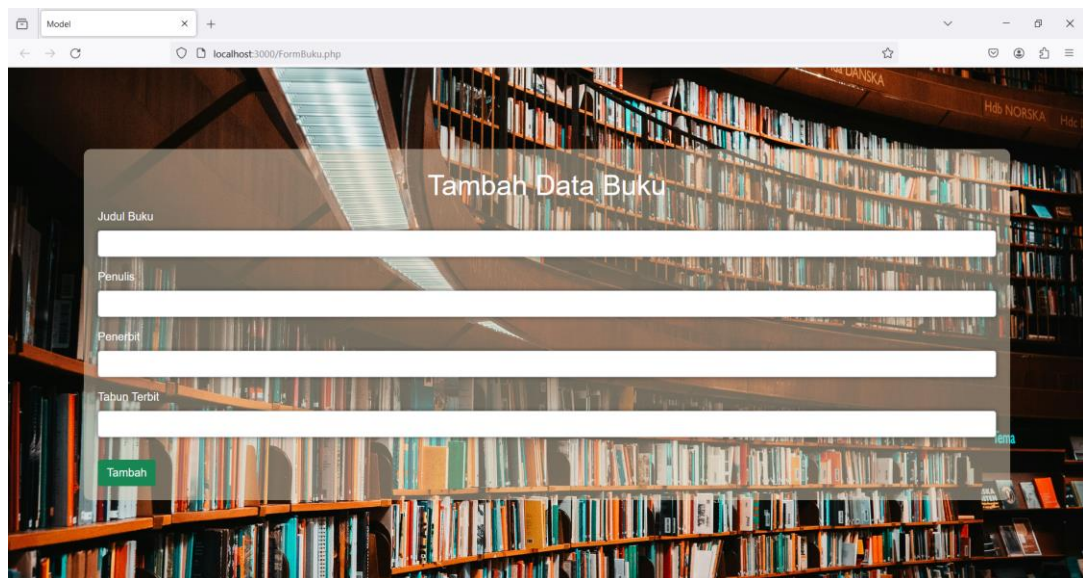 Model
localhost:3000/FormBuku.php
DANSKA
Hdb NORSKA Hdc
Tambah Data Buku
Judul Buku
Penulis
Penerbit
Tahun Terbit
Tema
Tambah